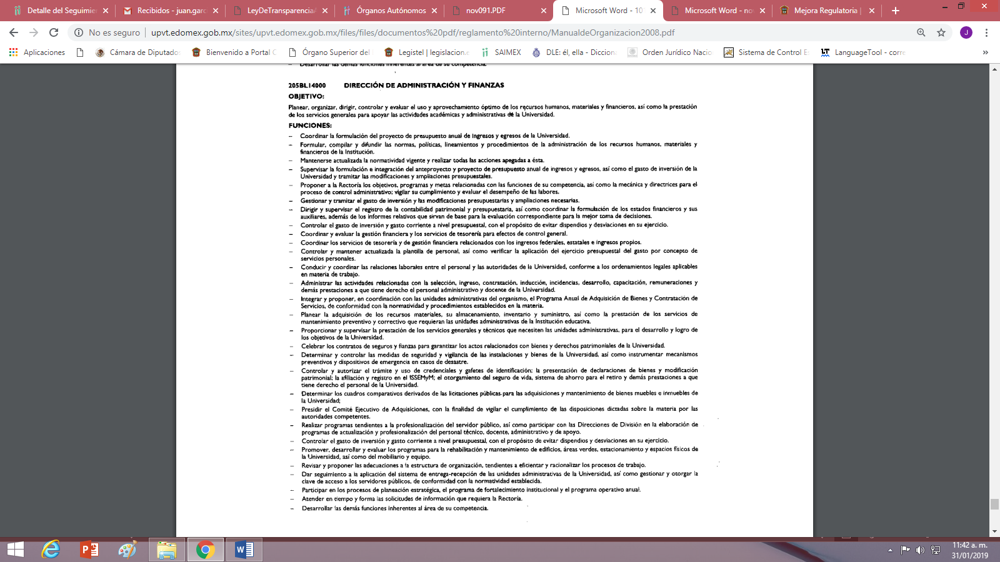 Detalle del Seguimien
Recibidos - juan.garc
LeyDeTransparencia
Órganos Autónomos
nov091.PDF
Microsoft Word - 10
Microsoft Word - no
Mejora Regulatoria |
No es seguro | upvt.edomex.gob.mx/sites/upvt.edomex.gob.mx/files/files/documentos%20pdf/reglamento%20interno/ManualdeOrganizacion2008.pdf
J
Aplicaciones
Cámara de Diputados
Bienvenido a Portal C
Órgano Superior del
Legistel | legislacion.e
SAIMEX
DLE: él, ella - Diccion
Orden Jurídico Nacio
Sistema de Control Es
LanguageTool - corre
»
– Desarrollar las demás funciones inherentes al área de su competencia.
205BL14000 DIRECCIÓN DE ADMINISTRACIÓN Y FINANZAS
OBJETIVO:
Planear, organizar, dirigir, controlar y evaluar el uso y aprovechamiento óptimo de los recursos humanos, materiales y financieros, así como la prestación
de los servicios generales para apoyar las actividades académicas y administrativas de la Universidad.
FUNCIONES:
– Coordinar la formulación del proyecto de presupuesto anual de ingresos y egresos de la Universidad.
– Formular, compilar y difundir las normas, políticas, lineamientos y procedimientos de la administración de los recursos humanos, materiales y
financieros de la Institución.
– Mantenerse actualizada la normatividad vigente y realizar todas las acciones apegadas a ésta.
– Supervisar la formulación e integración del anteproyecto y proyecto de presupuesto anual de ingresos y egresos, así como el gasto de inversión de la
Universidad y tramitar las modificaciones y ampliaciones presupuestales.
– Proponer a la Rectoría los objetivos, programas y metas relacionadas con las funciones de su competencia, así como la mecánica y directrices para el
proceso de control administrativo; vigilar su cumplimiento y evaluar el desempeño de las labores.
– Gestionar y tramitar el gasto de inversión y las modificaciones presupuestarias y ampliaciones necesarias.
– Dirigir y supervisar el registro de la contabilidad patrimonial y presupuestaria, así como coordinar la formulación de los estados financieros y sus
auxiliares, además de los informes relativos que sirvan de base para la evaluación correspondiente para la mejor toma de decisiones.
– Controlar el gasto de inversión y gasto corriente a nivel presupuestal, con el propósito de evitar dispendios y desviaciones en su ejercicio.
– Coordinar y evaluar la gestión financiera y los servicios de tesorería para efectos de control general.
– Coordinar los servicios de tesorería y de gestión financiera relacionados con los ingresos federales, estatales e ingresos propios.
– Controlar y mantener actualizada la plantilla de personal, así como verificar la aplicación del ejercicio presupuestal del gasto por concepto de
servicios personales.
– Conducir y coordinar las relaciones laborales entre el personal y las autoridades de la Universidad, conforme a los ordenamientos legales aplicables
en materia de trabajo.
– Administrar las actividades relacionadas con la selección, ingreso, contratación, inducción, incidencias, desarrollo, capacitación, remuneraciones y
demás prestaciones a que tiene derecho el personal administrativo y docente de la Universidad.
– Integrar y proponer, en coordinación con las unidades administrativas del organismo, el Programa Anual de Adquisición de Bienes y Contratación de
Servicios, de conformidad con la normatividad y procedimientos establecidos en la materia.
– Planear la adquisición de los recursos materiales, su almacenamiento, inventario y suministro, así como la prestación de los servicios de
mantenimiento preventivo y correctivo que requieran las unidades administrativas de la Institución educativa.
– Proporcionar y supervisar la prestación de los servicios generales y técnicos que necesiten las unidades administrativas, para el desarrollo y logro de
los objetivos de la Universidad.
– Celebrar los contratos de seguros y fianzas para garantizar los actos relacionados con bienes y derechos patrimoniales de la Universidad.
– Determinar y controlar las medidas de seguridad y vigilancia de las instalaciones y bienes de la Universidad, así como instrumentar mecanismos
preventivos y dispositivos de emergencia en casos de desastre.
– Controlar y autorizar el trámite y uso de credenciales y gafetes de identificación; la presentación de declaraciones de bienes y modificación
patrimonial; la afiliación y registro en el ISSEMyM; el otorgamiento del seguro de vida, sistema de ahorro para el retiro y demás prestaciones a que
tiene derecho el personal de la Universidad.
– Determinar los cuadros comparativos derivados de las licitaciones públicas para las adquisiciones y mantenimiento de bienes muebles e inmuebles de
la Universidad;
– Presidir el Comité Ejecutivo de Adquisiciones, con la finalidad de vigilar el cumplimiento de las disposiciones dictadas sobre la materia por las
autoridades competentes.
– Realizar programas tendientes a la profesionalización del servidor público, así como participar con las Direcciones de División en la elaboración de
programas de actualización y profesionalización del personal técnico, docente, administrativo y de apoyo.
– Controlar el gasto de inversión y gasto corriente a nivel presupuestal, con el propósito de evitar dispendios y desviaciones en su ejercicio.
– Promover, desarrollar y evaluar los programas para la rehabilitación y mantenimiento de edificios, áreas verdes, estacionamiento y espacios físicos de
la Universidad, así como del mobiliario y equipo.
– Revisar y proponer las adecuaciones a la estructura de organización, tendientes a eficientar y racionalizar los procesos de trabajo.
– Dar seguimiento a la aplicación del sistema de entrega-recepción de las unidades administrativas de la Universidad, así como gestionar y otorgar la
clave de acceso a los servidores públicos, de conformidad con la normatividad establecida.
– Participar en los procesos de planeación estratégica, el programa de fortalecimiento institucional y el programa operativo anual.
– Atender en tiempo y forma las solicitudes de información que requiera la Rectoría.
– Desarrollar las demás funciones inherentes al área de su competencia.
11:42 a. m.
31/01/2019